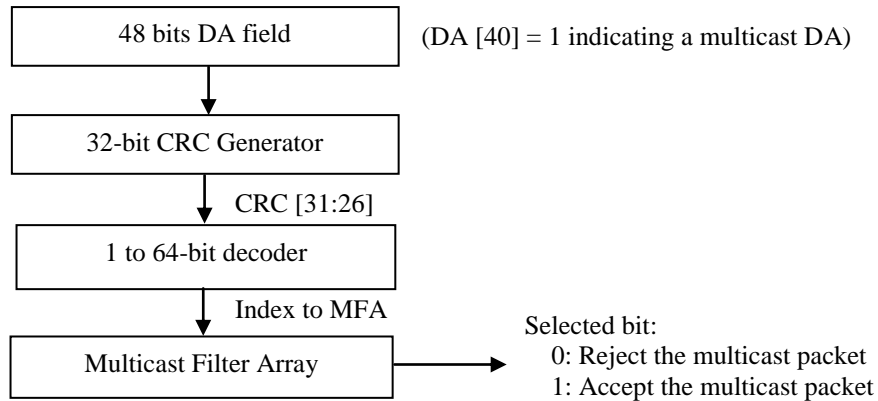 48 bits DA field
(DA [40] = 1 indicating a multicast DA)
32-bit CRC Generator
CRC [31:26]
1 to 64-bit decoder
Index to MFA
Multicast Filter Array
Selected bit:
0: Reject the multicast packet
1: Accept the multicast packet